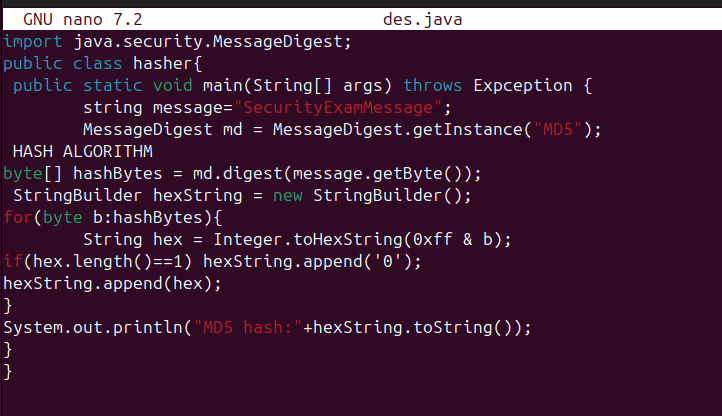 GNU nano 7.2 des.java
import java.security.MessageDigest;
public class hasher{
 public static void main(String[] args) throws Expception {
        string message="SecurityExamMessage";
        MessageDigest md = MessageDigest.getInstance("MD5");
 HASH ALGORITHM
byte[] hashBytes = md.digest(message.getByte());
 StringBuilder hexString = new StringBuilder();
for(byte b:hashBytes){
        String hex = Integer.toHexString(0xff & b);
if(hex.length()==1) hexString.append('0');
hexString.append(hex);
}
System.out.println("MD5 hash:"+hexString.toString());
}
}